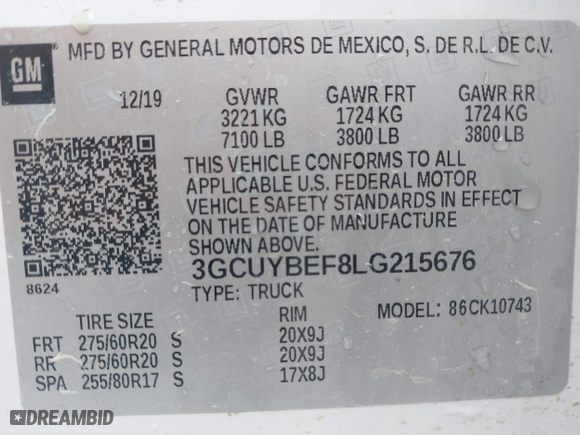 GM
MFD BY GENERAL MOTORS DE MEXICO, S. DE R.L. DE C.V.
12/19 GVWR GAWR FRT GAWR RR
3221 KG 1724 KG 1724 KG
7100 LB 3800 LB 3800 LB
THIS VEHICLE CONFORMS TO ALL
APPLICABLE U.S. FEDERAL MOTOR
VEHICLE SAFETY STANDARDS IN EFFECT
ON THE DATE OF MANUFACTURE
SHOWN ABOVE.
3GCUYBEF8LG215676
8624
TYPE: TRUCK MODEL: 86CK10743
TIRE SIZE RIM
FRT 275/60R20 S 20X9J
RR 275/60R20 S 20X9J
SPA 255/80R17 S 17X8J
DREAMBID